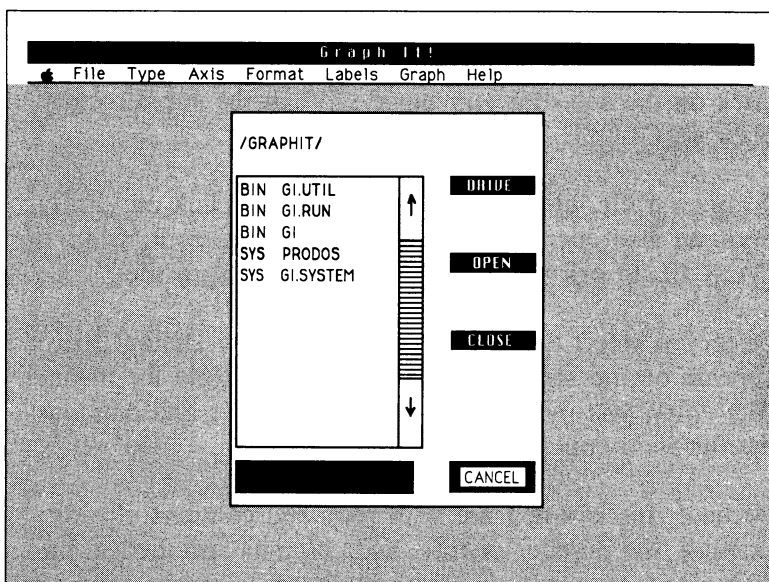 Graph It!
File Type Axis Format Labels Graph Help
/GRAPHIT/
BIN GI.UTIL
BIN GI.RUN
BIN GI
SYS PRODOS
SYS GI.SYSTEM
DRIVE
OPEN
CLOSE
CANCEL